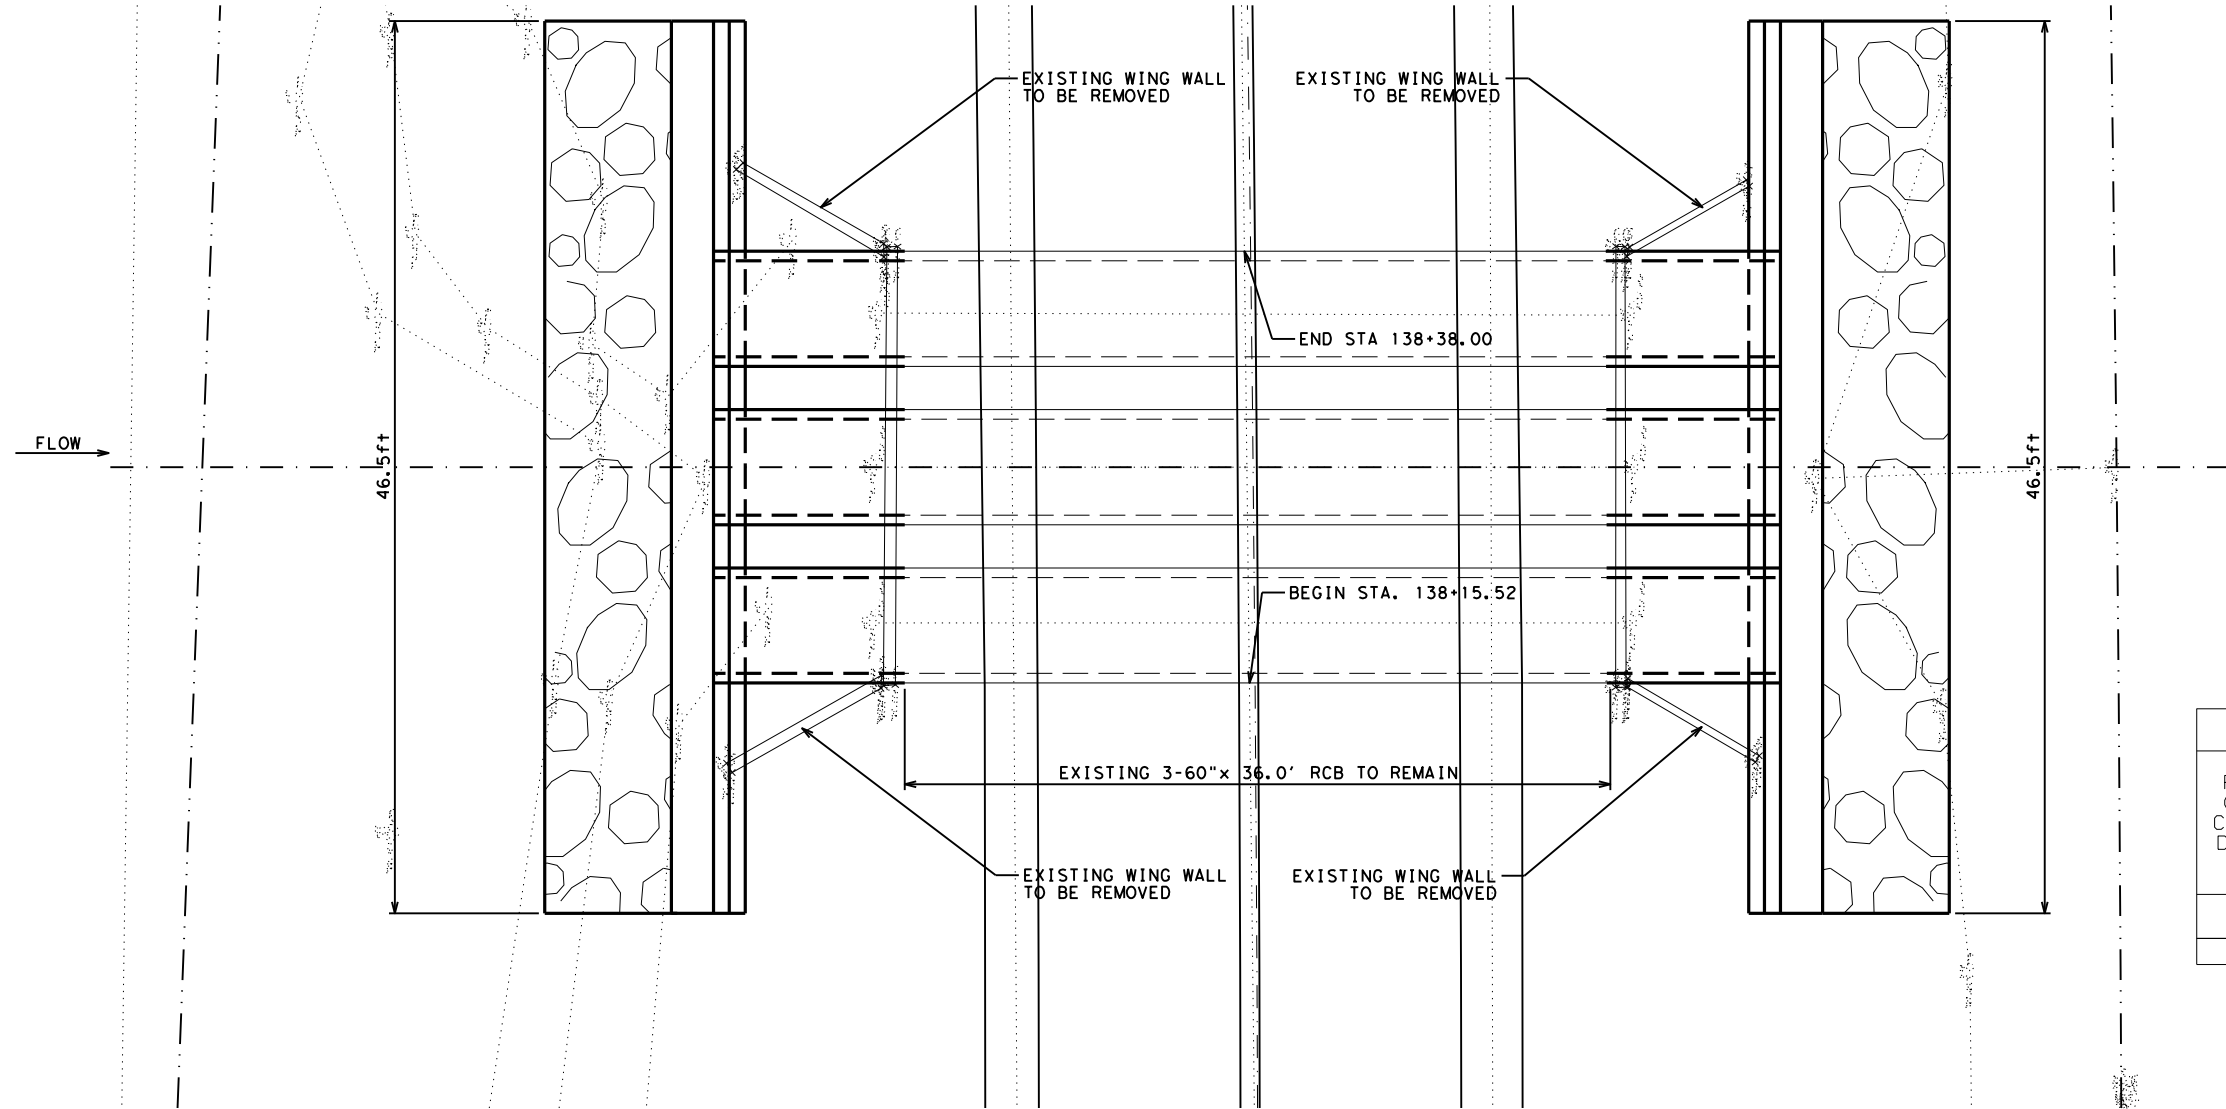 EXISTING WING WALL
TO BE REMOVED
EXISTING WING WALL
TO BE REMOVED
END STA 138+38.00
FLOW
46.5ft
46.5ft
BEGIN STA. 138+15.52
EXISTING 3-60"x 36.0' RCB TO REMAIN
EXISTING WING WALL
TO BE REMOVED
EXISTING WING WALL
TO BE REMOVED